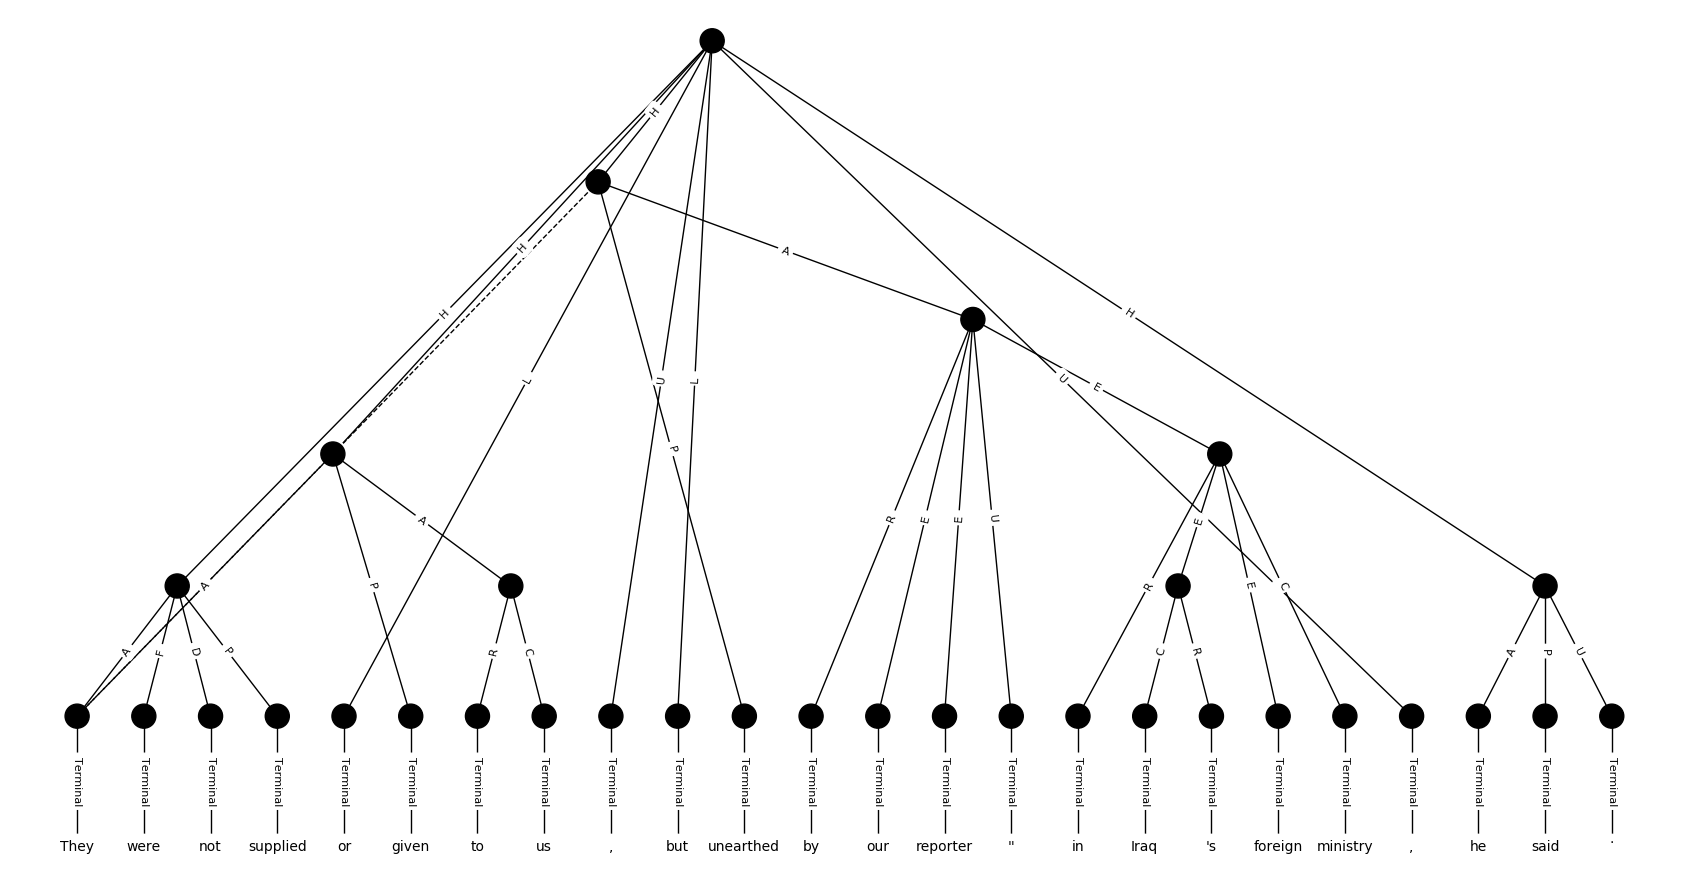 H
H
H
A
H
L
U
L
U
E
P
A
R
E
E
U
E
A
P
R
E
C
A
F
D
P
R
C
C
R
A
P
U
Terminal Terminal Terminal Terminal Terminal Terminal Terminal Terminal Terminal Terminal Terminal Terminal Terminal Terminal Terminal Terminal Terminal Terminal Terminal Terminal Terminal Terminal Terminal Terminal
They were not supplied or given to us , but unearthed by our reporter " in Iraq 's foreign ministry , he said .